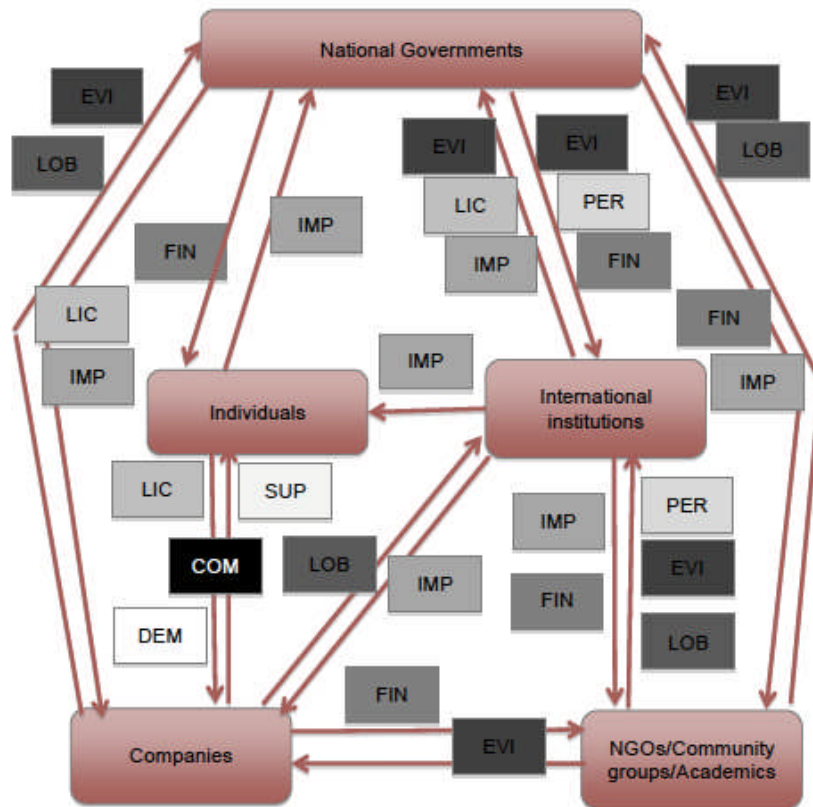 National Governments
EVI
EVI
LOB
LOB
EVI
EVI
LIC
PER
IMP
FIN
IMP
FIN
LIC
FIN
IMP
IMP
IMP
Individuals
International
institutions
LIC
SUP
PER
IMP
COM
LOB
IMP
EVI
FIN
DEM
LOB
FIN
Companies
EVI
NGOs/Community
groups/Academics